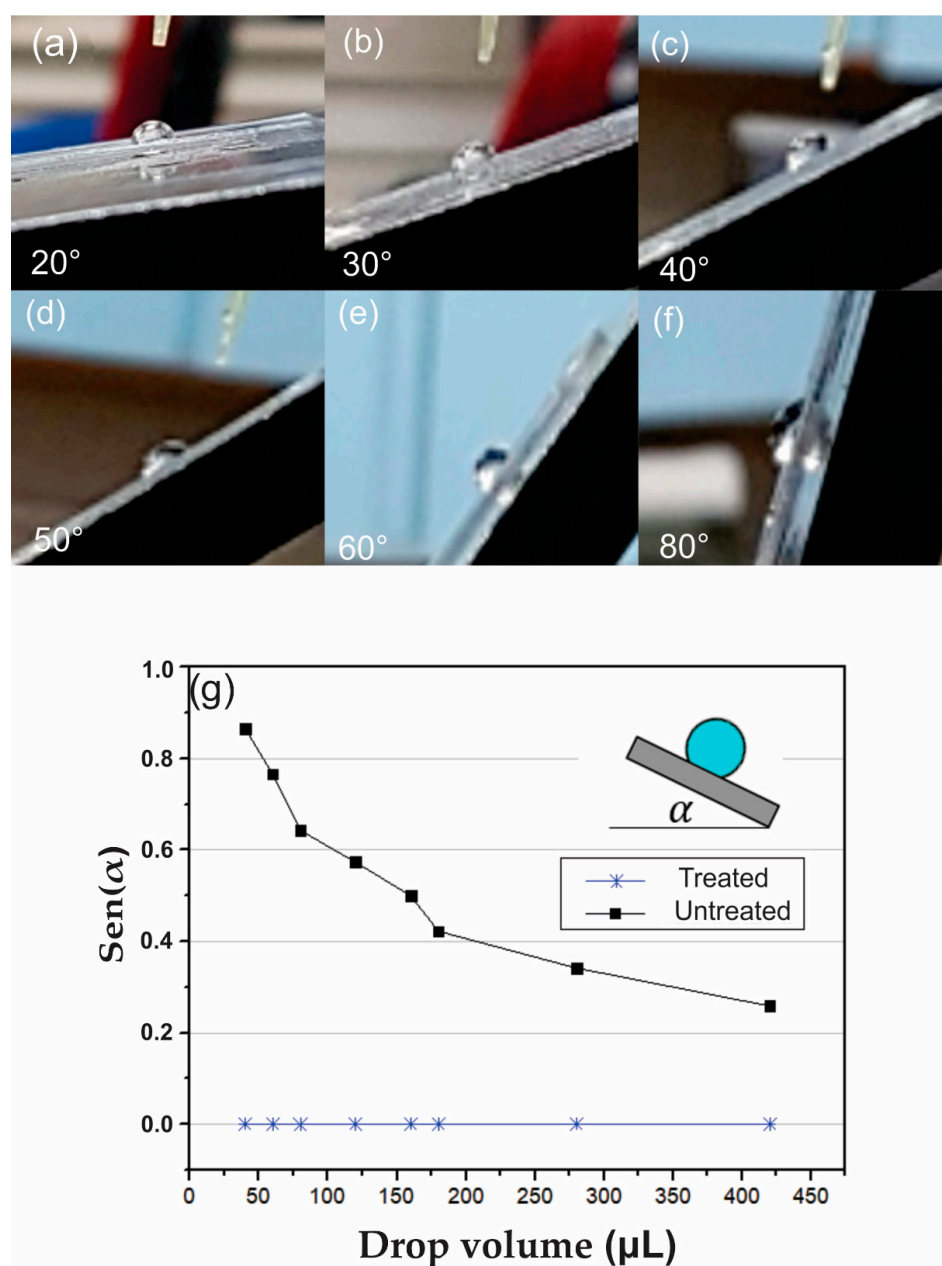 (a)
(b)
(c)
20°
30°
40°
(d)
(e)
(f)
50°
60°
80°
(g)
1.0
0.8
0.6
0.4
0.2
0.0
Sen(α)
α
Treated
Untreated
0 50 100 150 200 250 300 350 400 450
Drop volume (μL)